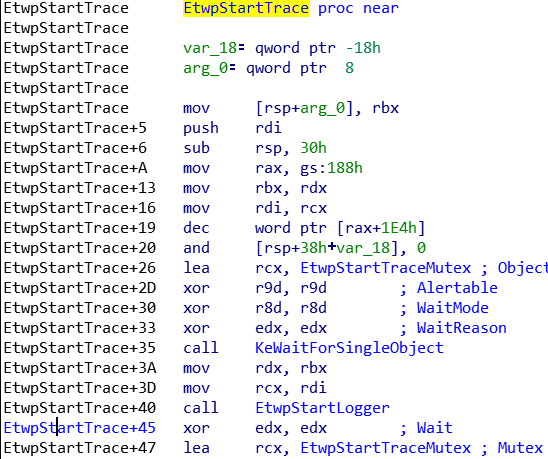 EtwpStartTrace EtwpStartTrace proc near
EtwpStartTrace
EtwpStartTrace var_18= qword ptr -18h
EtwpStartTrace arg_0= qword ptr 8
EtwpStartTrace
EtwpStartTrace mov [rsp+arg_0], rbx
EtwpStartTrace+5 push rdi
EtwpStartTrace+6 sub rsp, 30h
EtwpStartTrace+A mov rax, gs:188h
EtwpStartTrace+13 mov rbx, rdx
EtwpStartTrace+16 mov rdi, rcx
EtwpStartTrace+19 dec word ptr [rax+1E4h]
EtwpStartTrace+20 and [rsp+38h+var_18], 0
EtwpStartTrace+26 lea rcx, EtwpStartTraceMutex ; Object
EtwpStartTrace+2D xor r9d, r9d ; Alertable
EtwpStartTrace+30 xor r8d, r8d ; WaitMode
EtwpStartTrace+33 xor edx, edx ; WaitReason
EtwpStartTrace+35 call KeWaitForSingleObject
EtwpStartTrace+3A mov rdx, rbx
EtwpStartTrace+3D mov rcx, rdi
EtwpStartTrace+40 call EtwpStartLogger
EtwpStartTrace+45 xor edx, edx ; Wait
EtwpStartTrace+47 lea rcx, EtwpStartTraceMutex ; Mutex